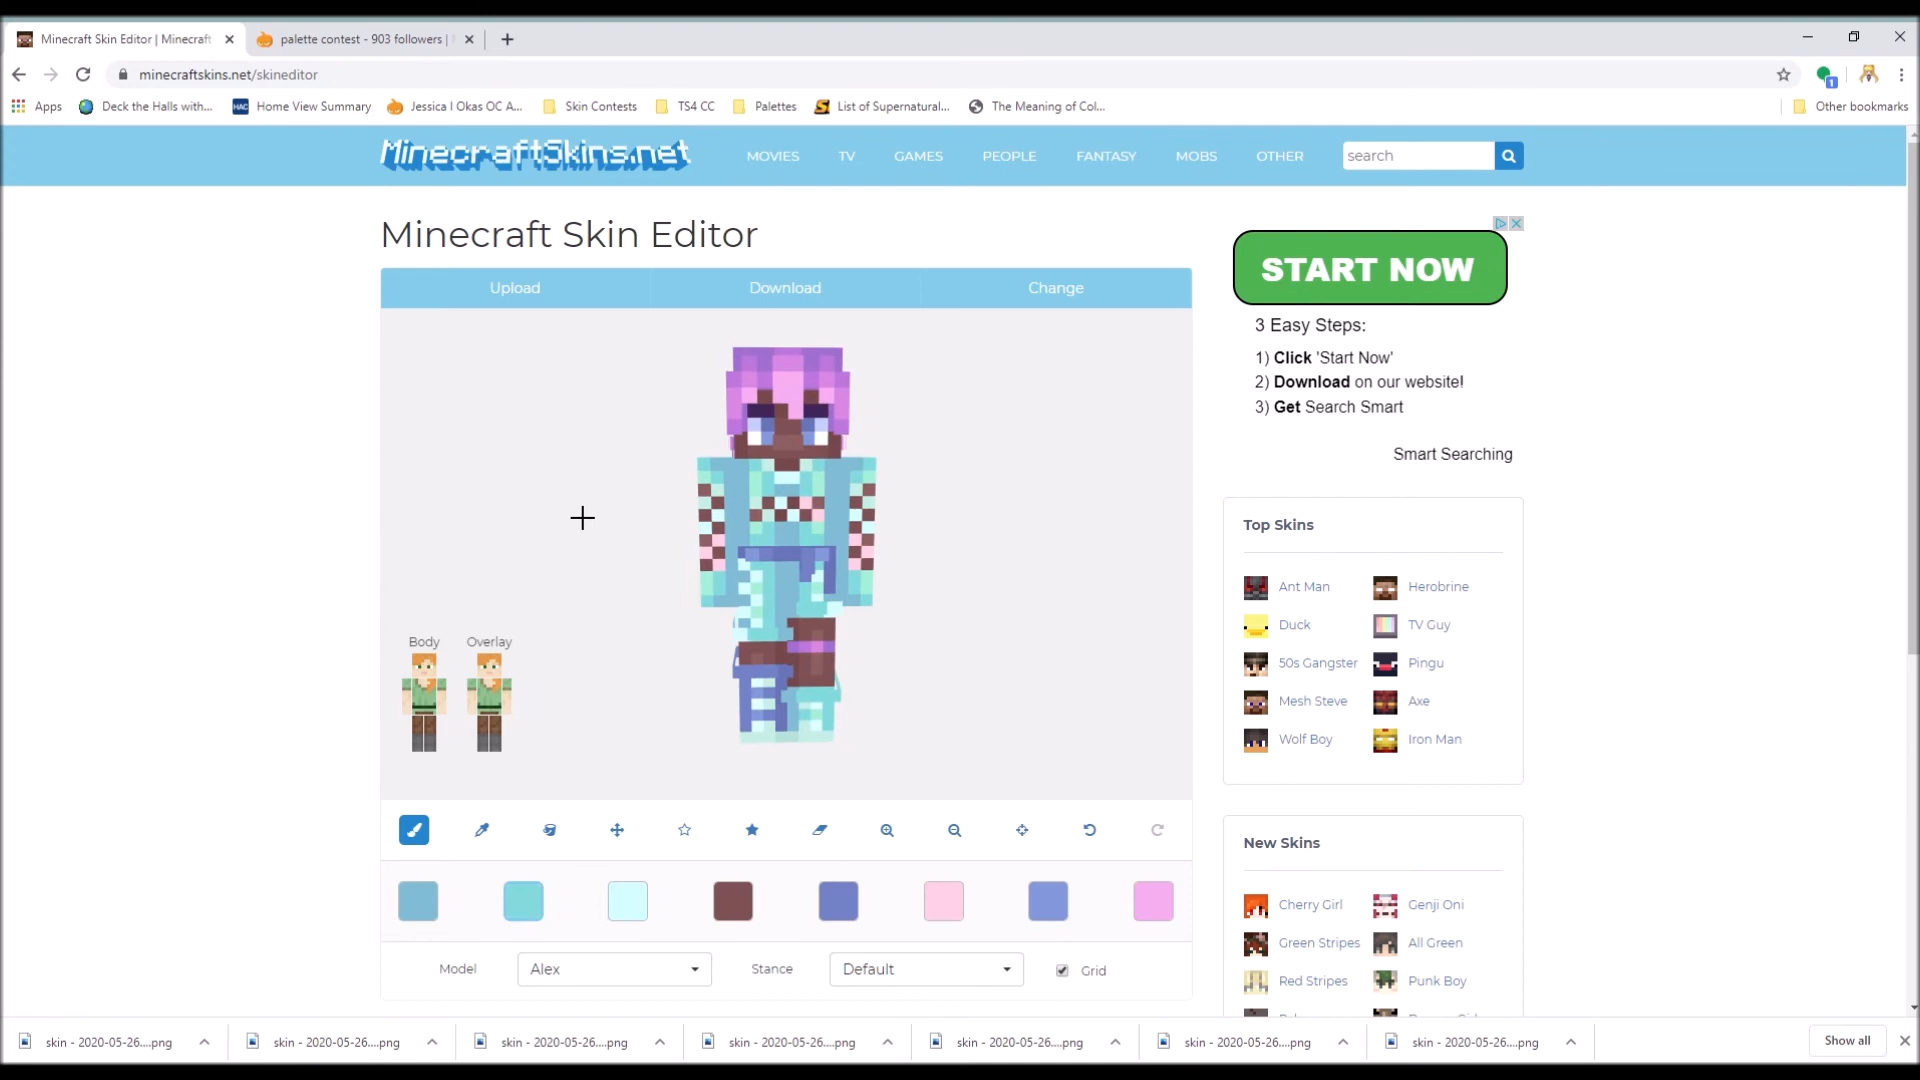 Minecraft Skin Editor | Minecraft
palette contest - 903 followers |
minecraftskins.net/skineditor
Apps
Deck the Halls with...
HAC
Home View Summary
Jessica I Okas OC A...
Skin Contests
TS4 CC
Palettes
List of Supernatural...
The Meaning of Col...
Other bookmarks
MinecraftSkins.net
MOVIES
TV
GAMES
PEOPLE
FANTASY
MOBS
OTHER
search
Minecraft Skin Editor
Upload
Download
Change
START NOW
3 Easy Steps:
1) Click 'Start Now'
2) Download on our website!
3) Get Search Smart
Smart Searching
Body
Overlay
Top Skins
Ant Man
Herobrine
Duck
TV Guy
50s Gangster
Pingu
Mesh Steve
Axe
Wolf Boy
Iron Man
New Skins
Cherry Girl
Genji Oni
Green Stripes
All Green
Red Stripes
Punk Boy
Model
Alex
Stance
Default
Grid
skin - 2020-05-26....png
skin - 2020-05-26....png
skin - 2020-05-26....png
skin - 2020-05-26....png
skin - 2020-05-26....png
skin - 2020-05-26....png
skin - 2020-05-26....png
Show all